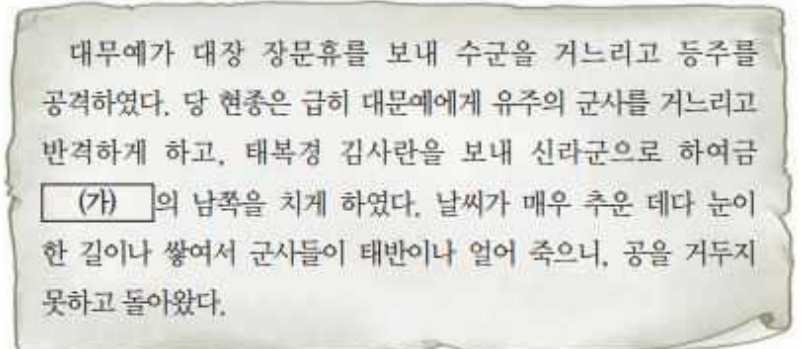 대무예가 대장 장문휴를 보내 수군을 거느리고 등주를
공격하였다. 당 현종은 급히 대문예에게 유주의 군사를 거느리고
반격하게 하고, 태복경 김사란을 보내 신라군으로 하여금
(가) 의 남쪽을 치게 하였다. 날씨가 매우 추운 데다 눈이
한 길이나 쌓여서 군사들이 태반이나 얼어 죽으니, 공을 거두지
못하고 돌아왔다.